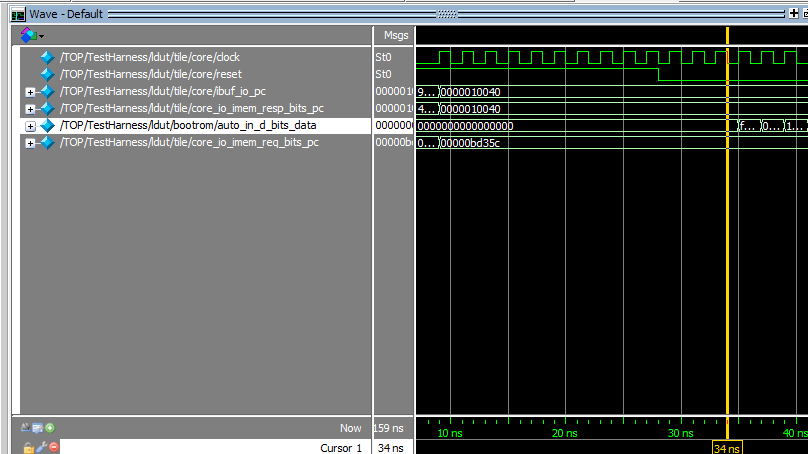 Wave - Default
Msgs
/TOP/TestHarness/ldut/tile/core/clock St0
/TOP/TestHarness/ldut/tile/core/reset St0
/TOP/TestHarness/ldut/tile/core/ibuf_io_pc 000001 9... 0000010040
/TOP/TestHarness/ldut/tile/core_io_imem_resp_bits_pc 000001 4... 0000010040
/TOP/TestHarness/ldut/bootrom/auto_in_d_bits_data 000000 0000000000000000 f... 0... 1...
/TOP/TestHarness/ldut/tile/core_io_imem_req_bits_pc 00000b 0... 00000bd35c
Now 159 ns 10 ns 20 ns 30 ns 40 ns
Cursor 1 34 ns 34 ns